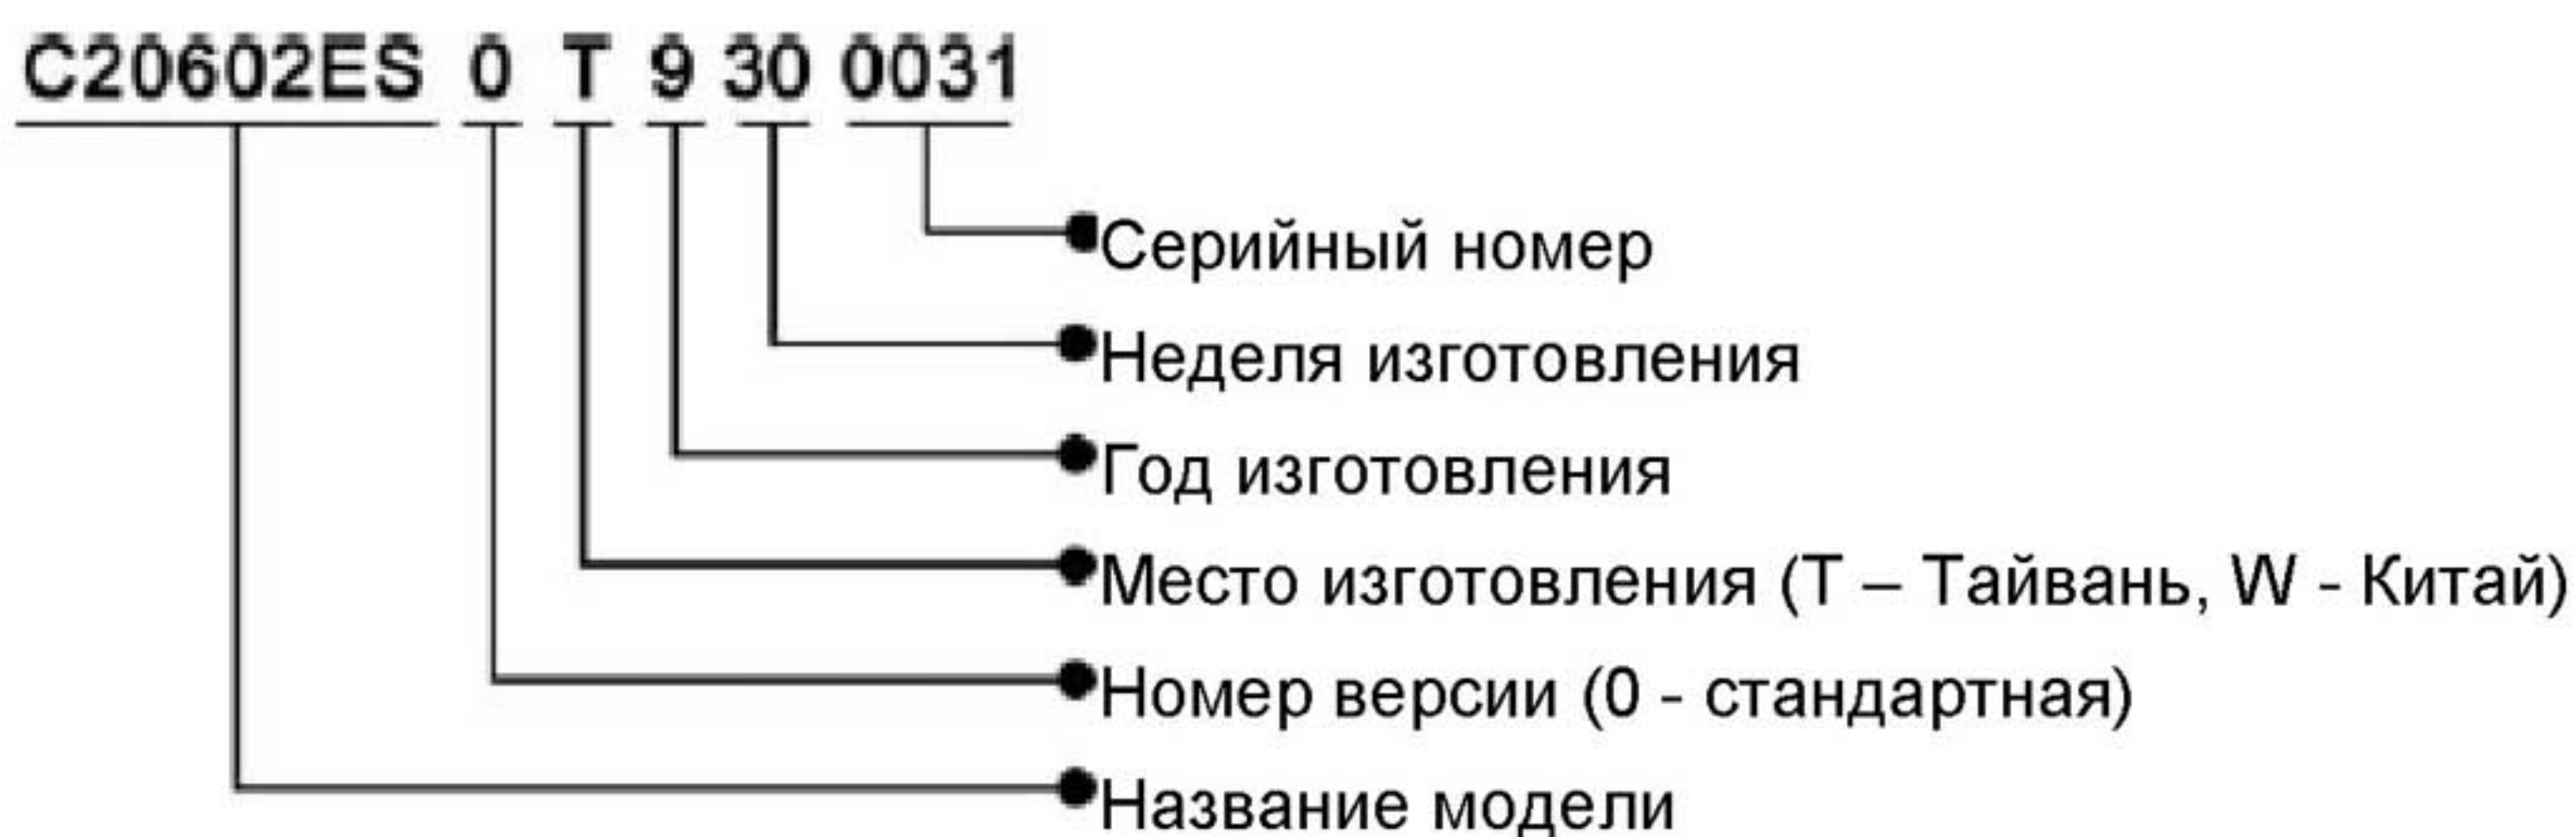 C20602ES 0 T 9 30 0031
Серийный номер
Неделя изготовления
Год изготовления
Место изготовления (T – Тайвань, W - Китай)
Номер версии (0 - стандартная)
Название модели